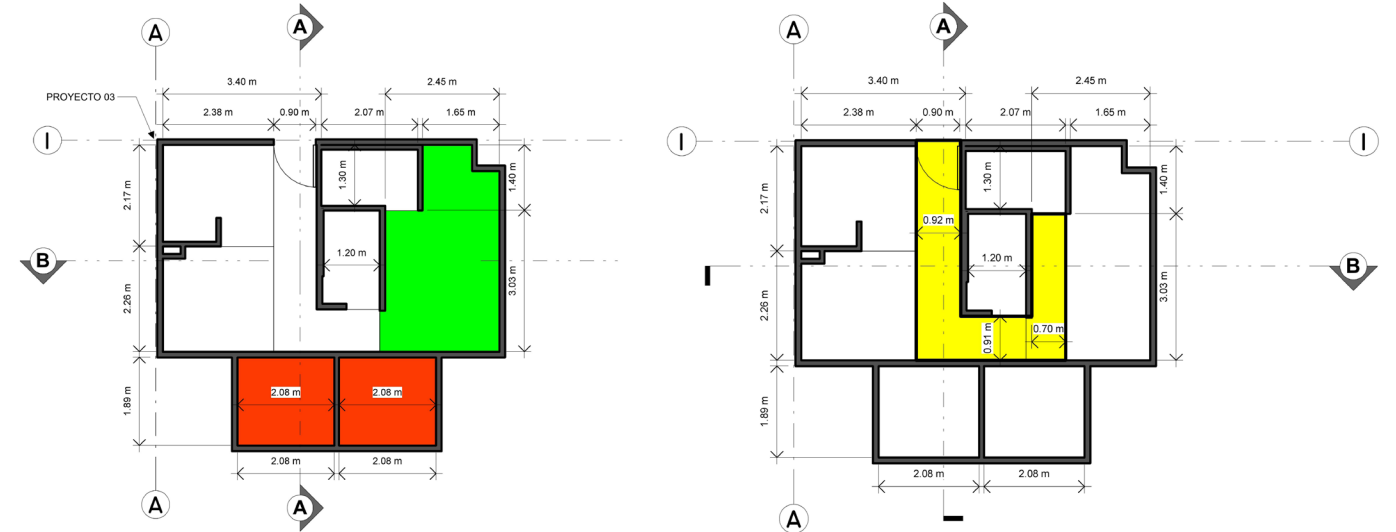 A
A
3.40 m
2.45 m
PROYECTO 03
2.38 m
0.90 m
2.07 m
1.65 m
I
2.17 m
1.30 m
1.40 m
1.20 m
B
2.26 m
3.03 m
2.08 m
2.08 m
1.89 m
2.08 m
2.08 m
A
A
A
A
3.40 m
2.45 m
2.38 m
0.90 m
2.07 m
1.65 m
I
I
2.17 m
1.30 m
1.40 m
0.92 m
1.20 m
B
2.26 m
3.03 m
0.91 m
0.70 m
1.89 m
2.08 m
2.08 m
A